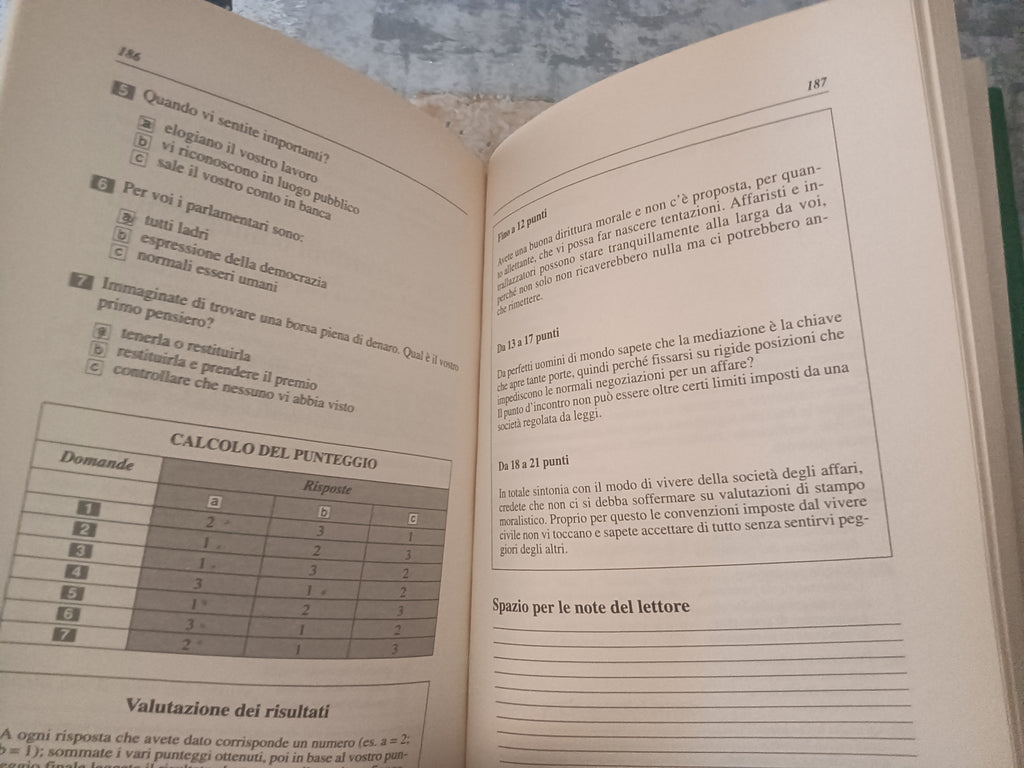 186
5 Quando vi sentite importanti?
a elogiano il vostro lavoro
b vi riconoscono in luogo pubblico
c sale il vostro conto in banca
6 Per voi i parlamentari sono:
a tutti ladri
b espressione della democrazia
c normali esseri umani
7 Immaginate di trovare una borsa piena di denaro. Qual è il vostro
primo pensiero?
a tenerla o restituirla
b restituirla e prendere il premio
c controllare che nessuno vi abbia visto
CALCOLO DEL PUNTEGGIO
Domande Risposte
a b c
1 2 3 1
2 1 2 3
3 1 3 2
4 3 1 2
5 1 2 3
6 3 1 2
7 2 1 3
Valutazione dei risultati
A ogni risposta che avete dato corrisponde un numero (es. a = 2;
b = 1); sommate i vari punteggi ottenuti, poi in base al vostro pun-
187
Fino a 12 punti
Avete una buona dirittura morale e non c'è proposta, per quan-
to allettante, che vi possa far nascere tentazioni. Affaristi e in-
trallazzatori possono stare tranquillamente alla larga da voi,
perché non solo non ricaverebbero nulla ma ci potrebbero an-
che rimettere.
Da 13 a 17 punti
Da perfetti uomini di mondo sapete che la mediazione è la chiave
che apre tante porte, quindi perché fissarsi su rigide posizioni che
impediscono le normali negoziazioni per un affare?
Il punto d'incontro non può essere oltre certi limiti imposti da una
società regolata da leggi.
Da 18 a 21 punti
In totale sintonia con il modo di vivere della società degli affari,
credete che non ci si debba soffermare su valutazioni di stampo
moralistico. Proprio per questo le convenzioni imposte dal vivere
civile non vi toccano e sapete accettare di tutto senza sentirvi peg-
giori degli altri.
Spazio per le note del lettore